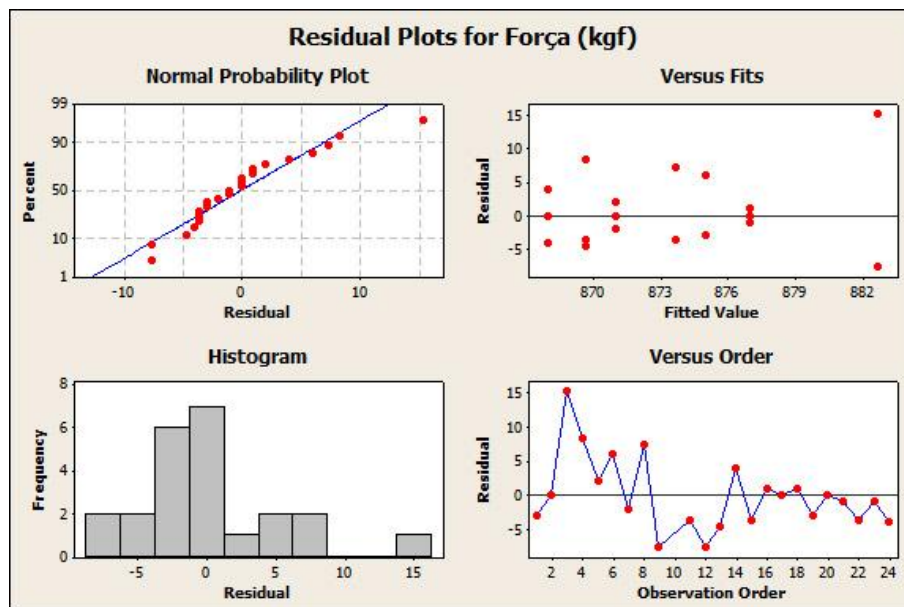 Residual Plots for Força (kgf)
Normal Probability Plot
99
90
50
10
1
Percent
-10 0 10
Residual
Versus Fits
15
10
5
0
-5
Residual
870 873 876 879 882
Fitted Value
Histogram
8
6
4
2
0
Frequency
-5 0 5 10 15
Residual
Versus Order
15
10
5
0
-5
Residual
2 4 6 8 10 12 14 16 18 20 22 24
Observation Order